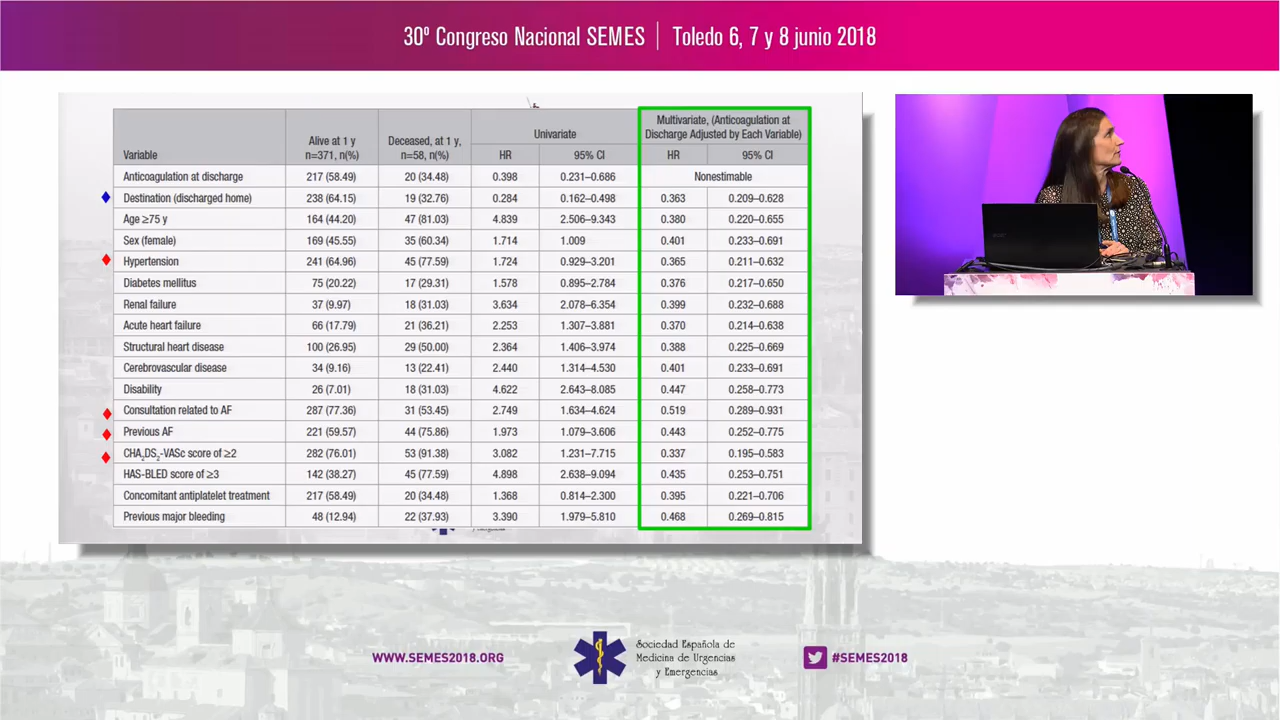 30º Congreso Nacional SEMES | Toledo 6, 7 y 8 junio 2018
Variable Alive at 1 y n=371, n(%) Deceased, at 1 y, n=58, n(%) Univariate Multivariate, (Anticoagulation at Discharge Adjusted by Each Variable)
HR 95% CI HR 95% CI
Anticoagulation at discharge 217 (58.49) 20 (34.48) 0.398 0.231–0.686 Nonestimable
Destination (discharged home) 238 (64.15) 19 (32.76) 0.284 0.162–0.498 0.363 0.209–0.628
Age ≥75 y 164 (44.20) 47 (81.03) 4.839 2.506–9.343 0.380 0.220–0.655
Sex (female) 169 (45.55) 35 (60.34) 1.714 1.009 0.401 0.233–0.691
Hypertension 241 (64.96) 45 (77.59) 1.724 0.929–3.201 0.365 0.211–0.632
Diabetes mellitus 75 (20.22) 17 (29.31) 1.578 0.895–2.784 0.376 0.217–0.650
Renal failure 37 (9.97) 18 (31.03) 3.634 2.078–6.354 0.399 0.232–0.688
Acute heart failure 66 (17.79) 21 (36.21) 2.253 1.307–3.881 0.370 0.214–0.638
Structural heart disease 100 (26.95) 29 (50.00) 2.364 1.406–3.974 0.388 0.225–0.669
Cerebrovascular disease 34 (9.16) 13 (22.41) 2.440 1.314–4.530 0.401 0.233–0.691
Disability 26 (7.01) 18 (31.03) 4.622 2.643–8.085 0.447 0.258–0.773
Consultation related to AF 287 (77.36) 31 (53.45) 2.749 1.634–4.624 0.519 0.289–0.931
Previous AF 221 (59.57) 44 (75.86) 1.973 1.079–3.606 0.443 0.252–0.775
CHA₂DS₂-VASc score of ≥2 282 (76.01) 53 (91.38) 3.082 1.231–7.715 0.337 0.195–0.583
HAS-BLED score of ≥3 142 (38.27) 45 (77.59) 4.898 2.638–9.094 0.435 0.253–0.751
Concomitant antiplatelet treatment 217 (58.49) 20 (34.48) 1.368 0.814–2.300 0.395 0.221–0.706
Previous major bleeding 48 (12.94) 22 (37.93) 3.390 1.979–5.810 0.468 0.269–0.815
WWW.SEMES2018.ORG
Sociedad Española de
Medicina de Urgencias
y Emergencias
#SEMES2018